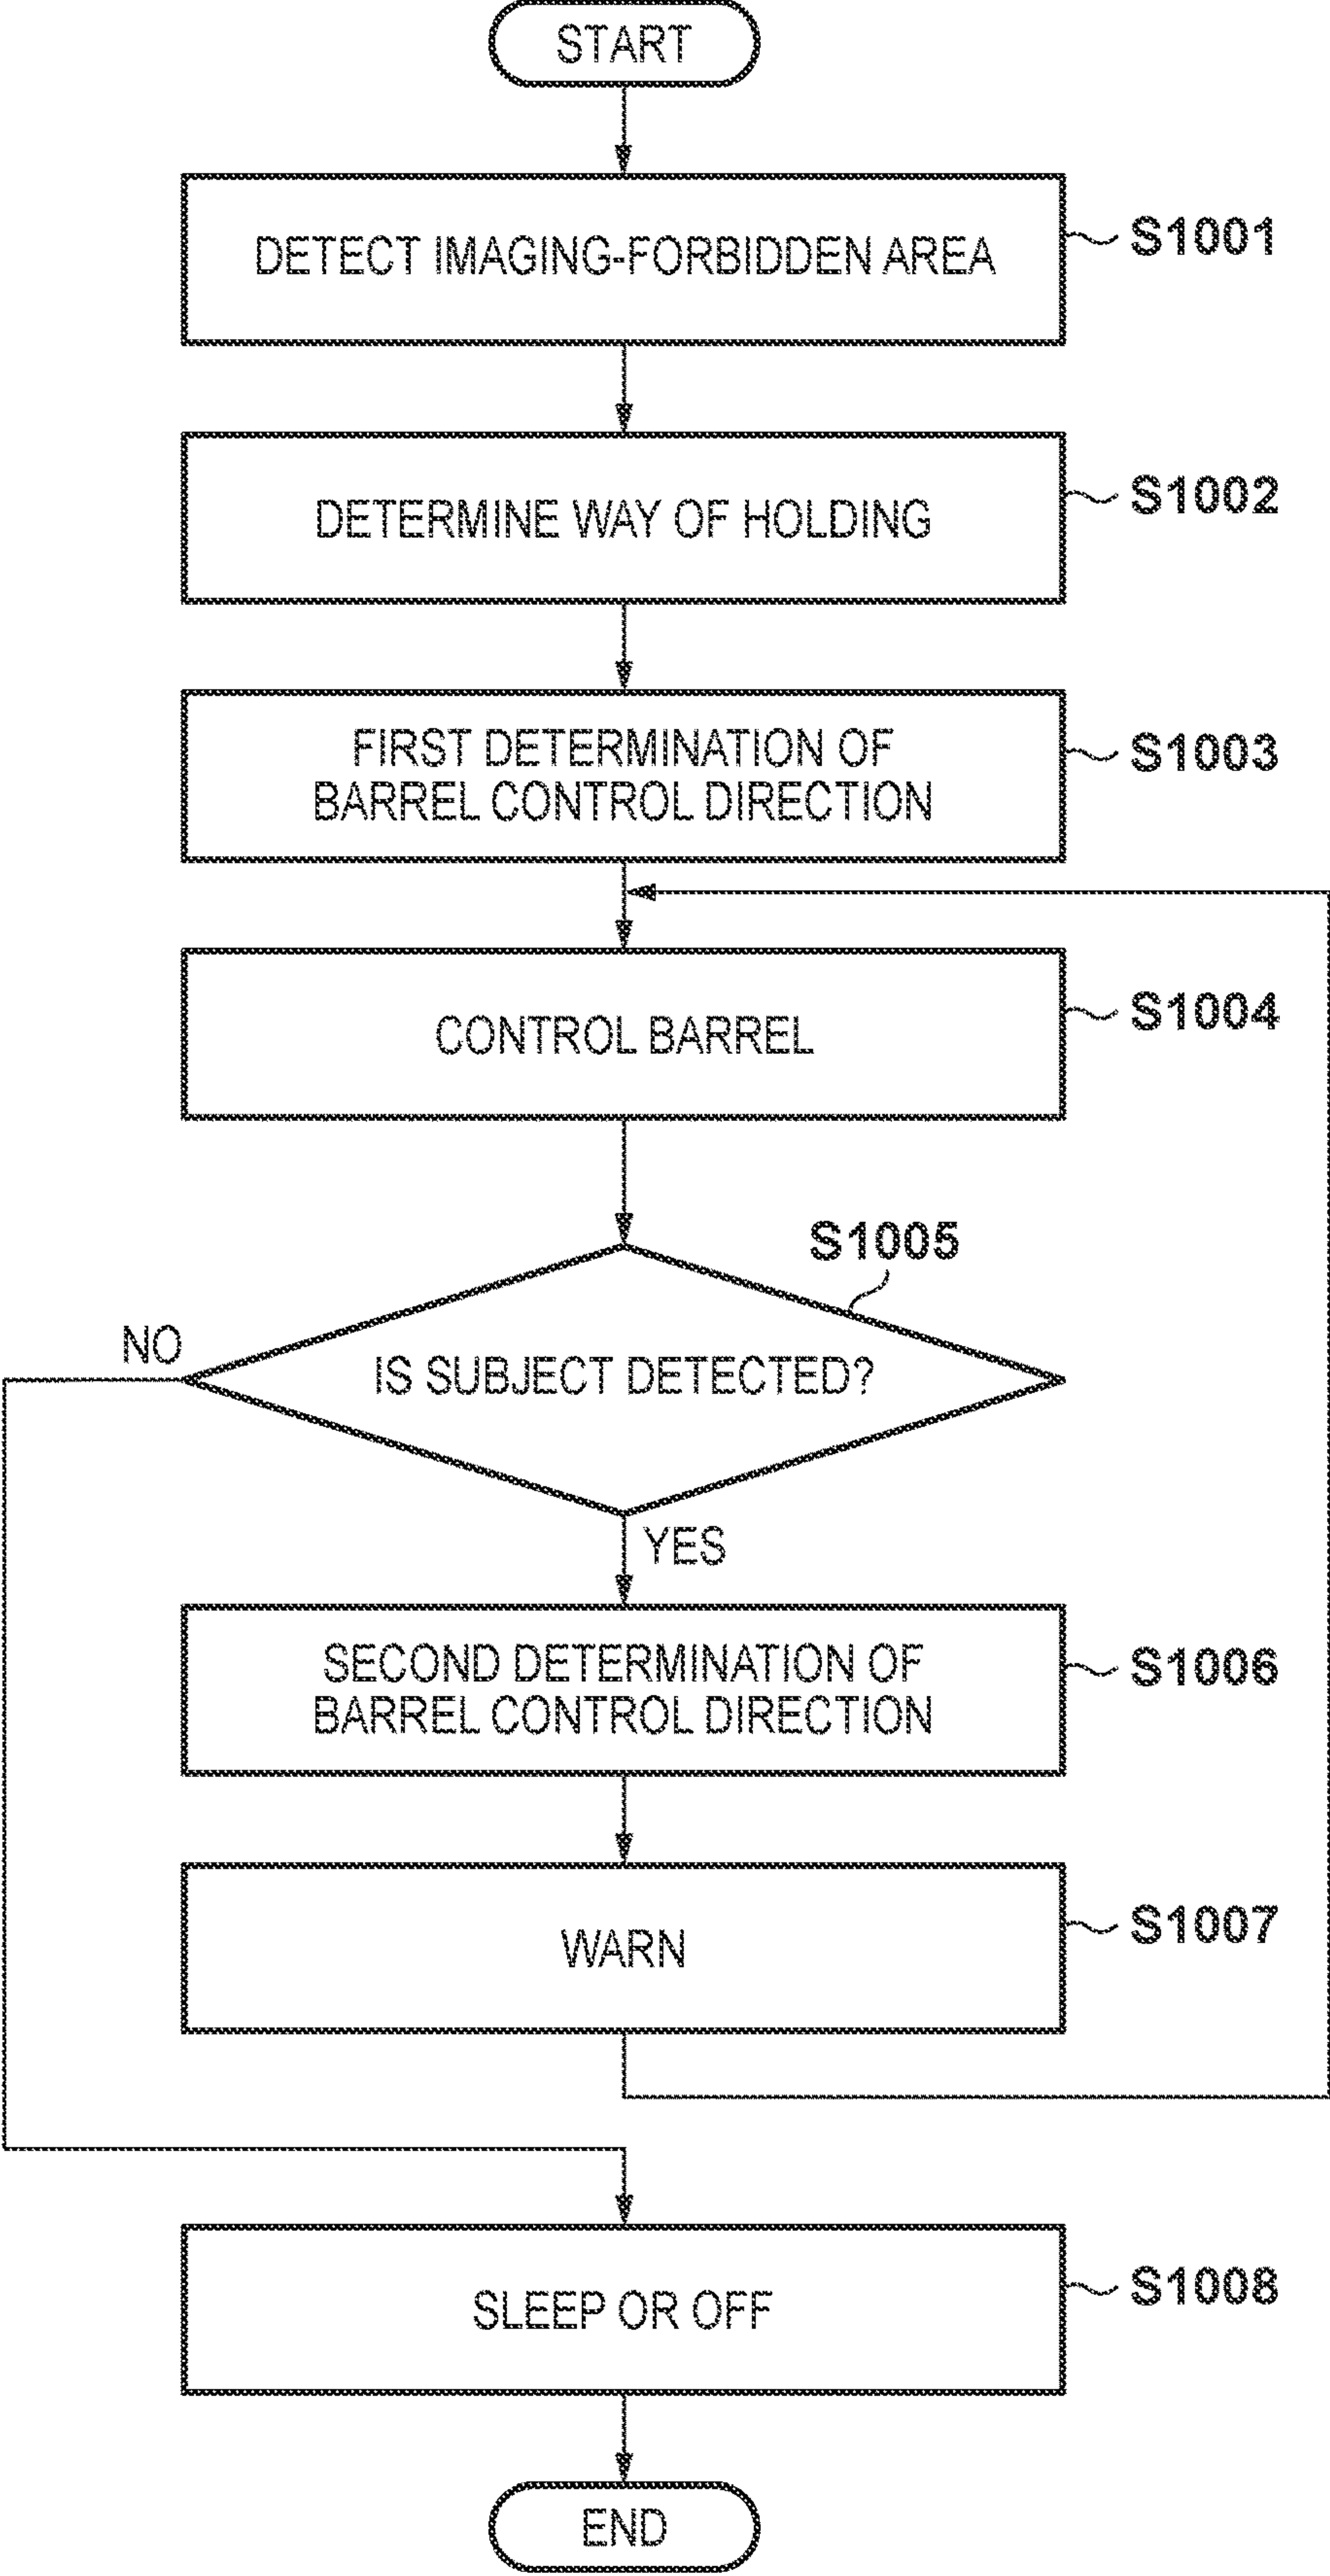 START
DETECT IMAGING-FORBIDDEN AREA
S1001
DETERMINE WAY OF HOLDING
S1002
FIRST DETERMINATION OF
BARREL CONTROL DIRECTION
S1003
CONTROL BARREL
S1004
S1005
NO
IS SUBJECT DETECTED?
YES
SECOND DETERMINATION OF
BARREL CONTROL DIRECTION
S1006
WARN
S1007
SLEEP OR OFF
S1008
END